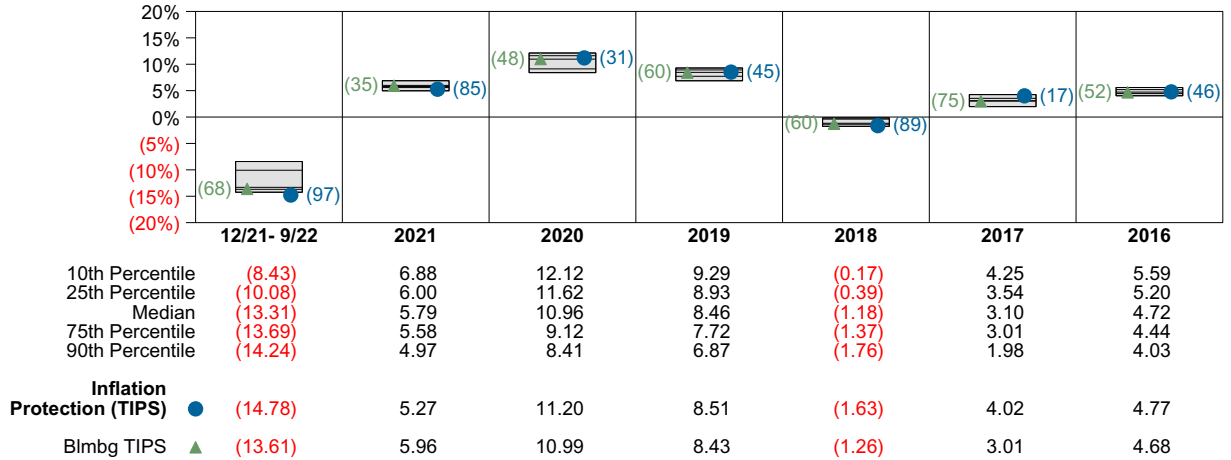 20%
15%
10%
5%
0%
(5%)
(10%)
(15%)
(20%)
(68) (97)
(35) (85)
(48) (31)
(60) (45)
(60) (89)
(75) (17)
(52) (46)
12/21- 9/22 2021 2020 2019 2018 2017 2016
10th Percentile (8.43) 6.88 12.12 9.29 (0.17) 4.25 5.59
25th Percentile (10.08) 6.00 11.62 8.93 (0.39) 3.54 5.20
Median (13.31) 5.79 10.96 8.46 (1.18) 3.10 4.72
75th Percentile (13.69) 5.58 9.12 7.72 (1.37) 3.01 4.44
90th Percentile (14.24) 4.97 8.41 6.87 (1.76) 1.98 4.03
Inflation
Protection (TIPS) (14.78) 5.27 11.20 8.51 (1.63) 4.02 4.77
Blmbg TIPS (13.61) 5.96 10.99 8.43 (1.26) 3.01 4.68